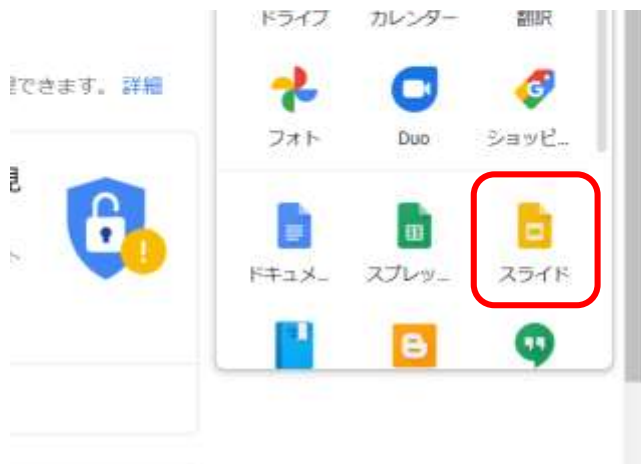 ドライブ カレンダー 翻訳
できます。 詳細
フォト Duo ショッピ...
見
ドキュメ... スプレッ... スライド